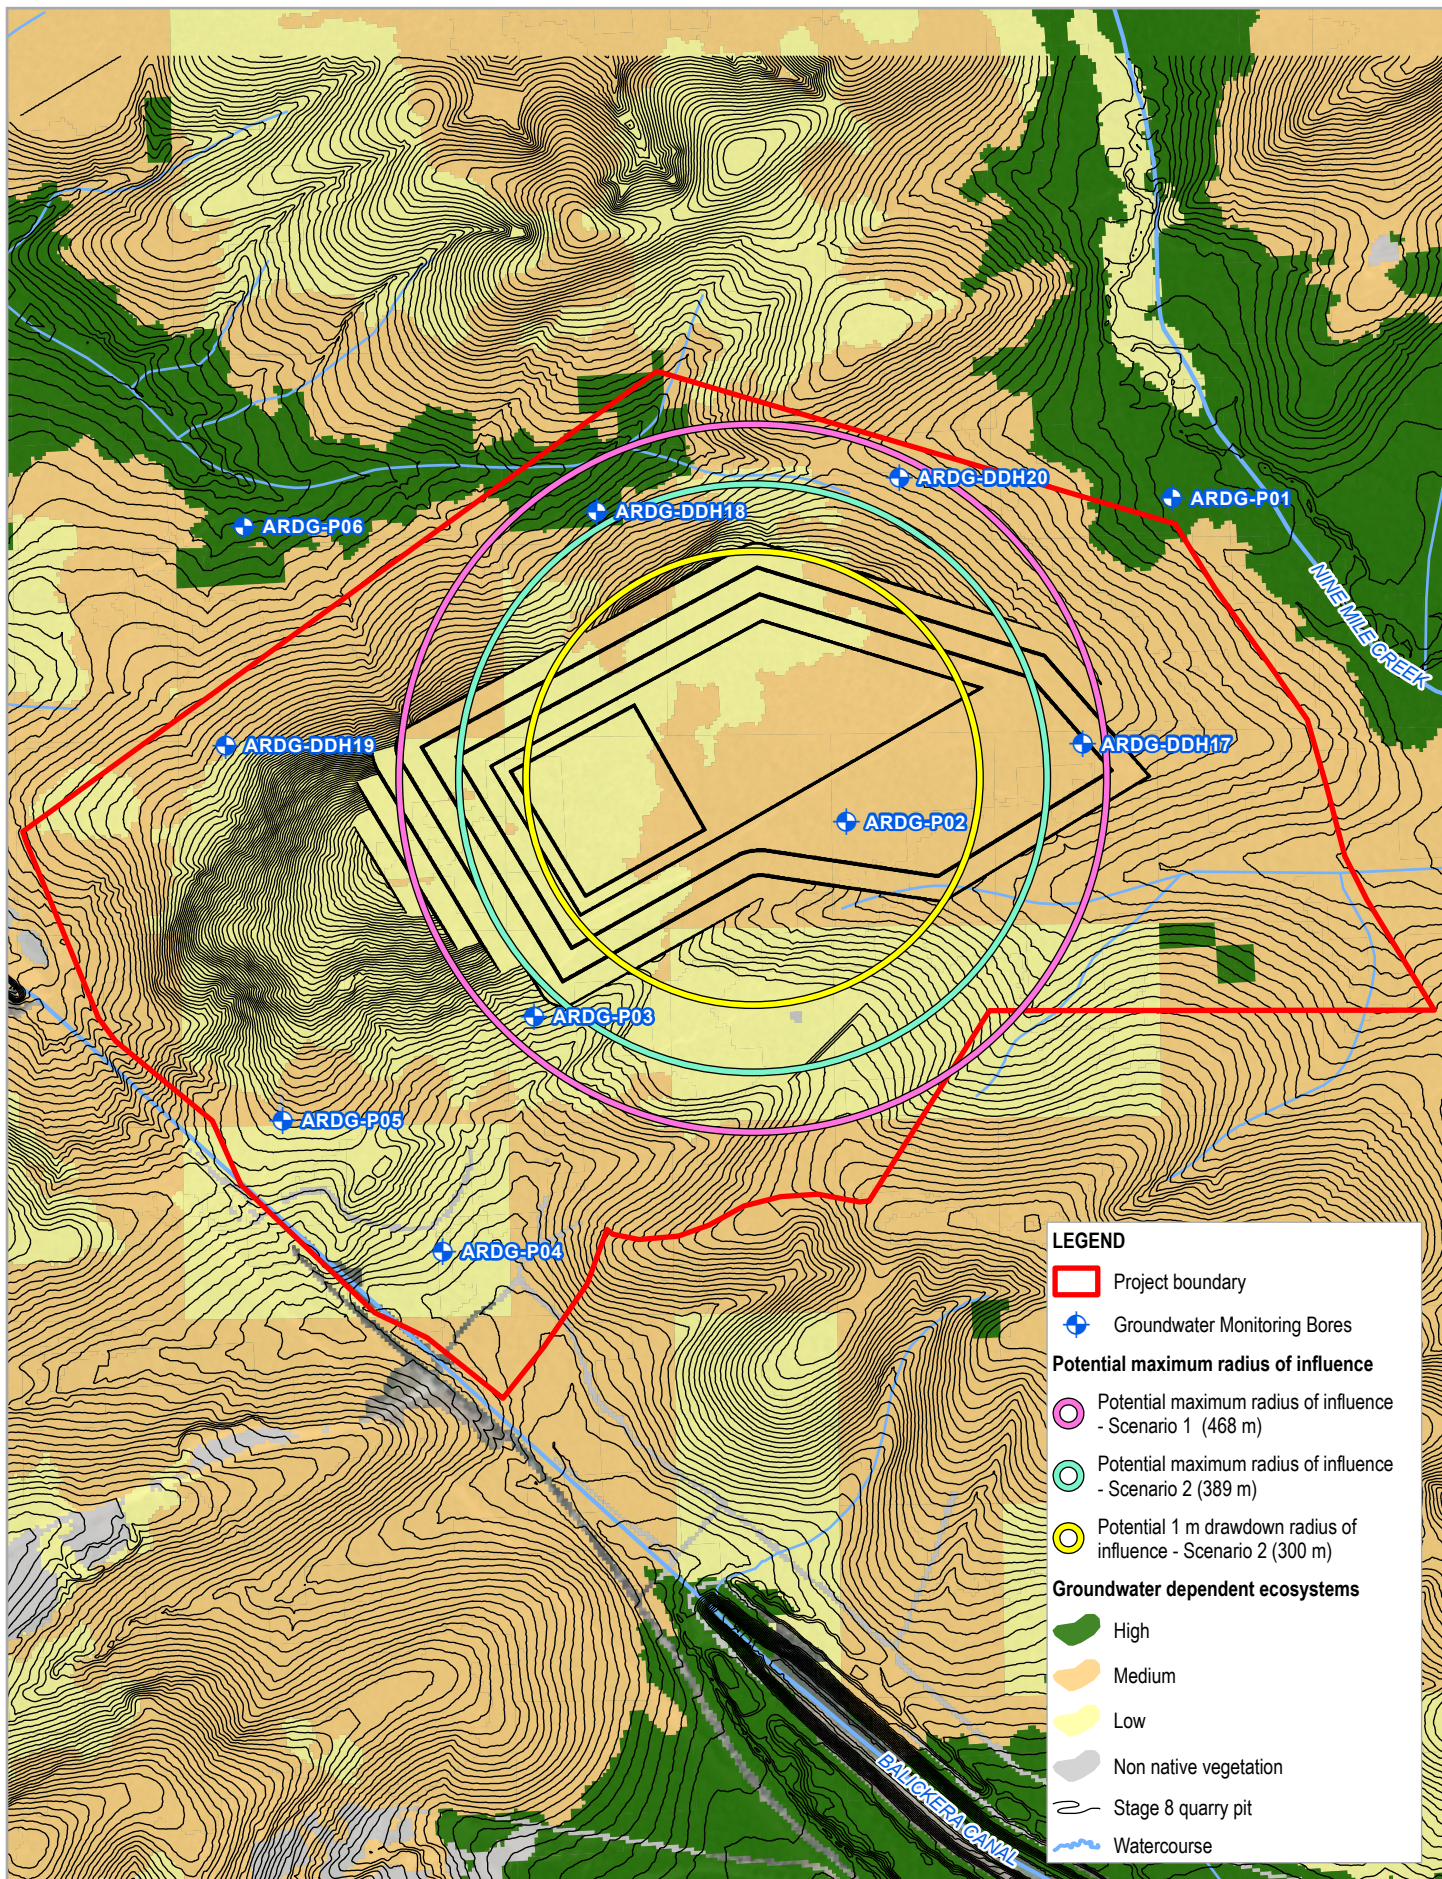 ARDG-DDH20
ARDG-P01
ARDG-DDH18
ARDG-P06
NINE MILE CREEK
ARDG-DDH19
ARDG-DDH17
ARDG-P02
ARDG-P03
ARDG-P05
ARDG-P04
BALICKERA CANAL
LEGEND
Project boundary
Groundwater Monitoring Bores
Potential maximum radius of influence
Potential maximum radius of influence
- Scenario 1 (468 m)
Potential maximum radius of influence
- Scenario 2 (389 m)
Potential 1 m drawdown radius of
influence - Scenario 2 (300 m)
Groundwater dependent ecosystems
High
Medium
Low
Non native vegetation
Stage 8 quarry pit
Watercourse